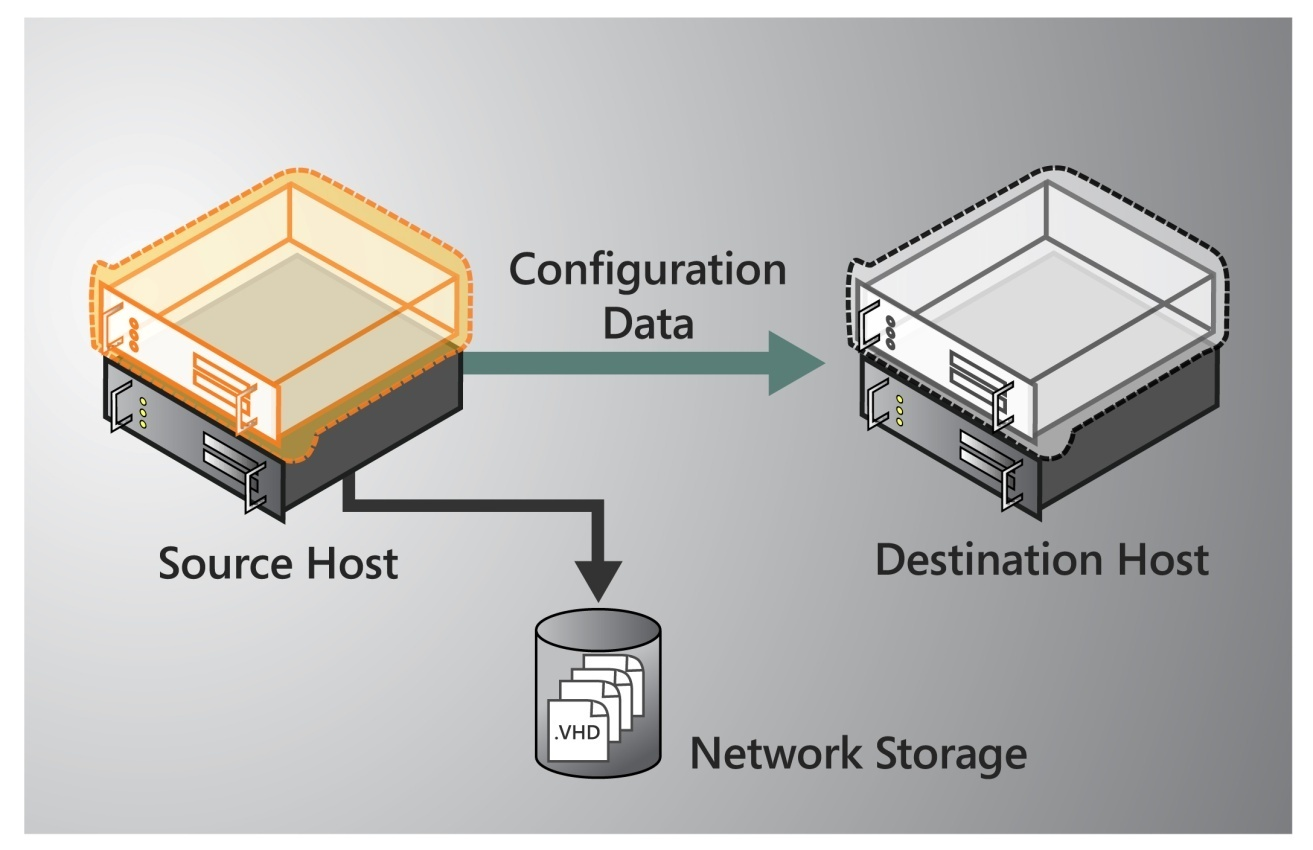 Configuration
Data
Source Host
Destination Host
.VHD
Network Storage